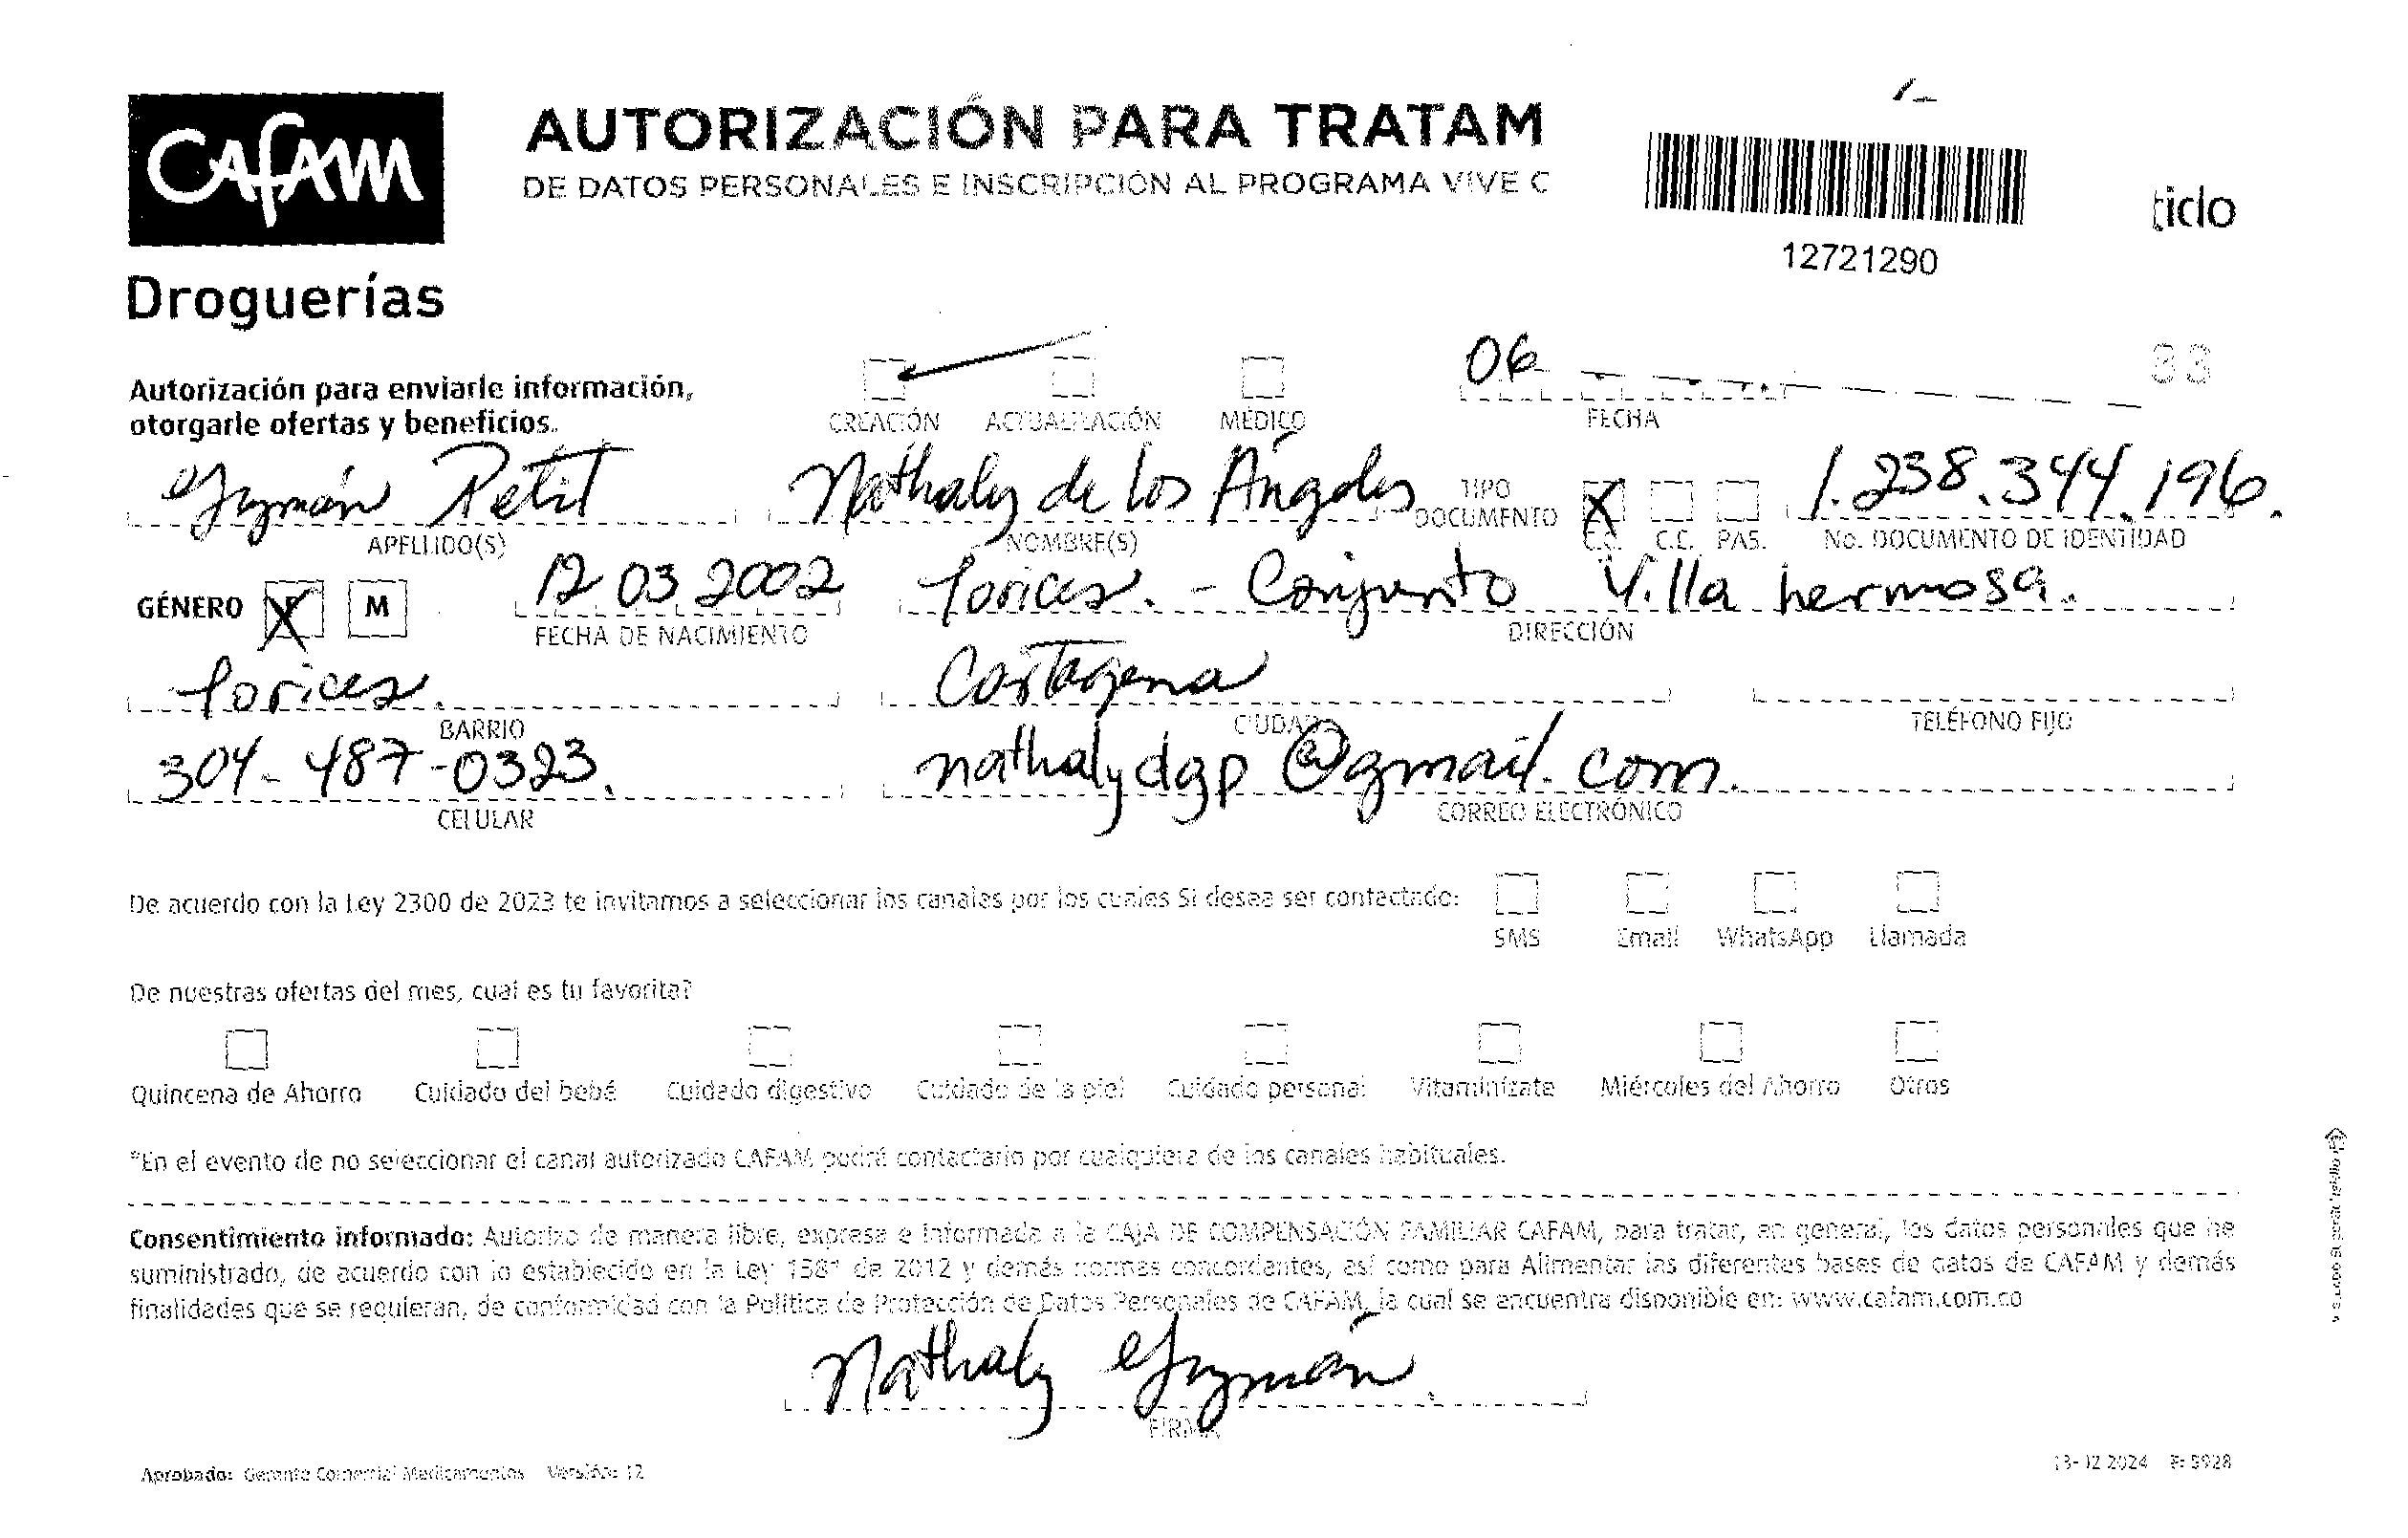 CAFAM
AUTORIZACIÓN PARA TRATAM
DE DATOS PERSONALES E INSCRIPCIÓN AL PROGRAMA VIVE C
12721290
Droguerías
Autorización para enviarle información,
otorgarle ofertas y beneficios.
CREACIÓN ACTUALIZACIÓN MÉDICO
06
FECHA
33
Guzmán Petit Nathaly de los Ángeles TIPO DOCUMENTO X 1.238.344.196.
APELLIDO(S) NOMBRE(S) C.C. C.E. PAS. No. DOCUMENTO DE IDENTIDAD
GÉNERO X M 12 03 2002 Torices. - Conjunto Villa hermosa.
FECHA DE NACIMIENTO DIRECCIÓN
Torices. Cartagena
BARRIO CIUDAD TELÉFONO FIJO
304-487-0323. nathalydgp@gmail.com.
CELULAR CORREO ELECTRÓNICO
De acuerdo con la Ley 2300 de 2023 te invitamos a seleccionar los canales por los cuales Si desea ser contactado:
SMS Email WhatsApp Llamada
De nuestras ofertas del mes, cual es tu favorita?
Quincena de Ahorro Cuidado del bebé Cuidado digestivo Cuidado de la piel Cuidado personal Vitamínizate Miércoles del Ahorro Otros
*En el evento de no seleccionar el canal autorizado CAFAM podrá contactarlo por cualquiera de los canales habituales.
Consentimiento informado: Autorizo de manera libre, expresa e informada a la CAJA DE COMPENSACIÓN FAMILIAR CAFAM, para tratar, en general, los datos personales que he
suministrado, de acuerdo con lo establecido en la Ley 1581 de 2012 y demás normas concordantes, así como para Alimentar las diferentes bases de datos de CAFAM y demás
finalidades que se requieran, de conformidad con la Política de Protección de Datos Personales de CAFAM, la cual se encuentra disponible en: www.cafam.com.co
Nathaly Guzmán.
FIRMA
Aprobado: Gerente Comercial Medicamentos Versión: 12
13-12 2024 F: 5928